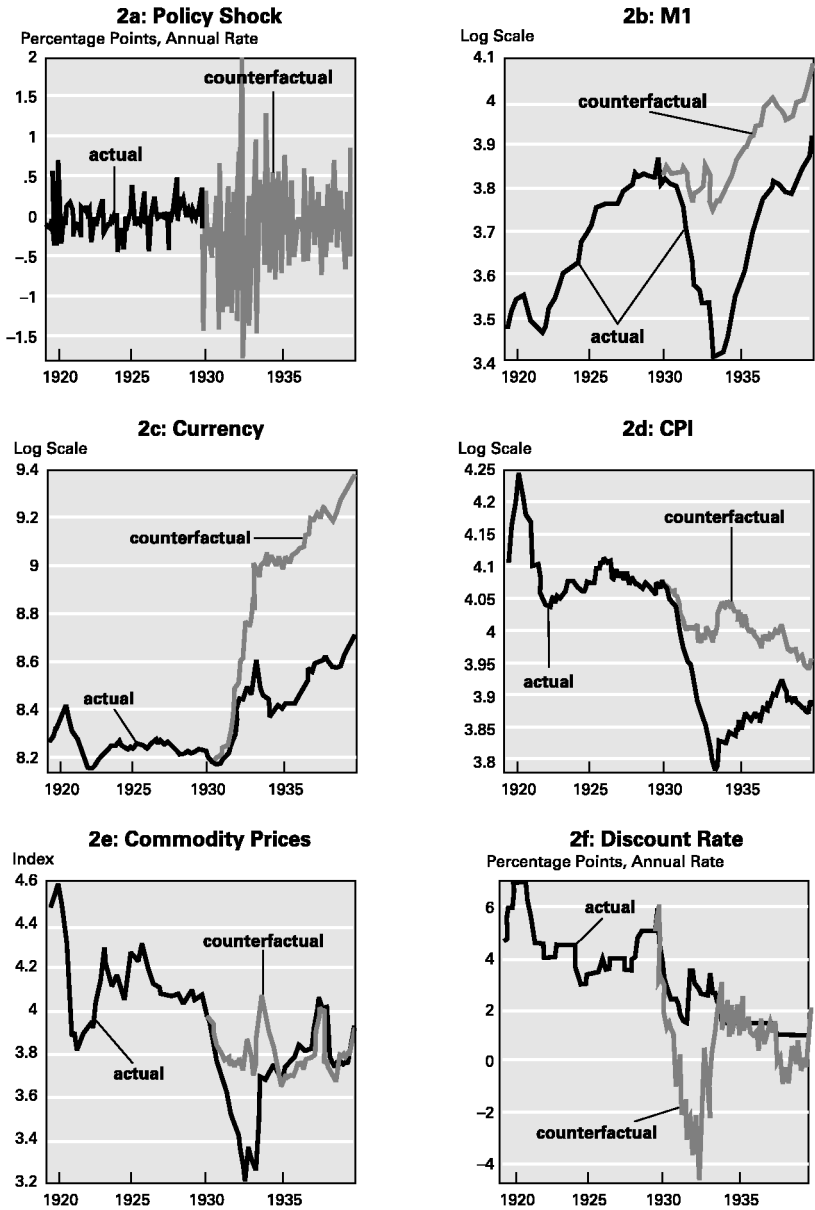 2a: Policy Shock
Percentage Points, Annual Rate
2
1.5
1
.5
0
–.5
–1
–1.5
counterfactual
actual
1920 1925 1930 1935
2b: M1
Log Scale
4.1
4
3.9
3.8
3.7
3.6
3.5
3.4
counterfactual
actual
1920 1925 1930 1935
2c: Currency
Log Scale
9.4
9.2
9
8.8
8.6
8.4
8.2
counterfactual
actual
1920 1925 1930 1935
2d: CPI
Log Scale
4.25
4.2
4.15
4.1
4.05
4
3.95
3.9
3.85
3.8
counterfactual
actual
1920 1925 1930 1935
2e: Commodity Prices
Index
4.6
4.4
4.2
4
3.8
3.6
3.4
3.2
counterfactual
actual
1920 1925 1930 1935
2f: Discount Rate
Percentage Points, Annual Rate
6
4
2
0
–2
–4
actual
counterfactual
1920 1925 1930 1935